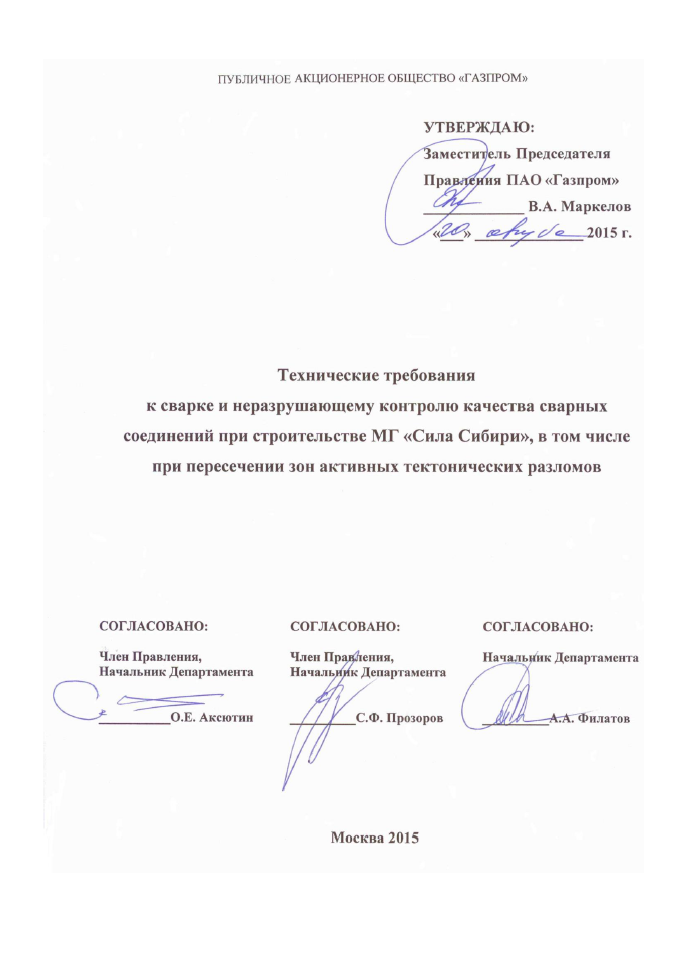 ПУБЛИЧНОЕ АКЦИОНЕРНОЕ ОБЩЕСТВО «ГАЗПРОМ»
УТВЕРЖДАЮ:
Заместитель Председателя
Правления ПАО «Газпром»
В.А. Маркелов
«20» августа 2015 г.
Технические требования
к сварке и неразрушающему контролю качества сварных
соединений при строительстве МГ «Сила Сибири», в том числе
при пересечении зон активных тектонических разломов
СОГЛАСОВАНО:
Член Правления,
Начальник Департамента
О.Е. Аксютин
СОГЛАСОВАНО:
Член Правления,
Начальник Департамента
С.Ф. Прозоров
СОГЛАСОВАНО:
Начальник Департамента
А.А. Филатов
Москва 2015